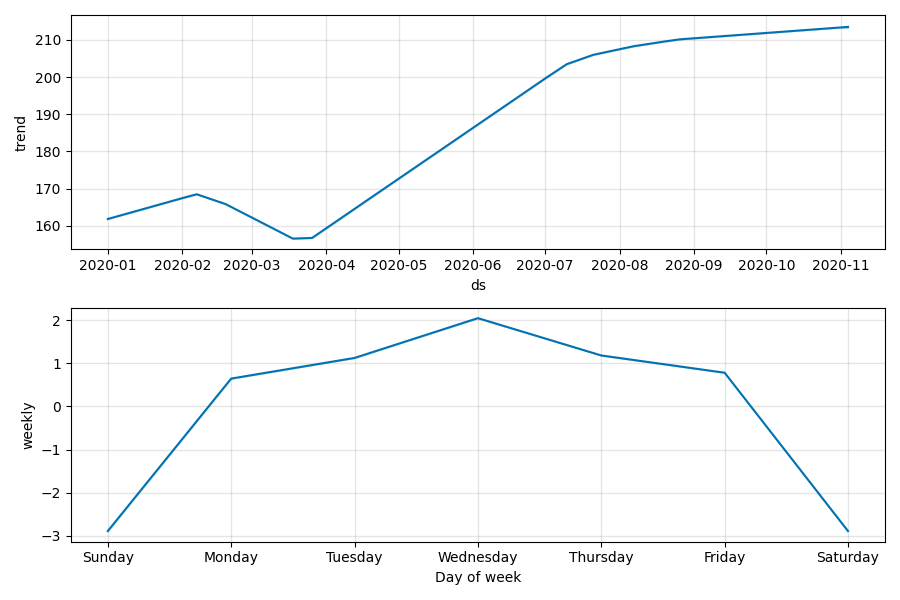 210
200
190
180
170
160
trend
2020-01 2020-02 2020-03 2020-04 2020-05 2020-06 2020-07 2020-08 2020-09 2020-10 2020-11
ds
2
1
0
−1
−2
−3
weekly
Sunday Monday Tuesday Wednesday Thursday Friday Saturday
Day of week